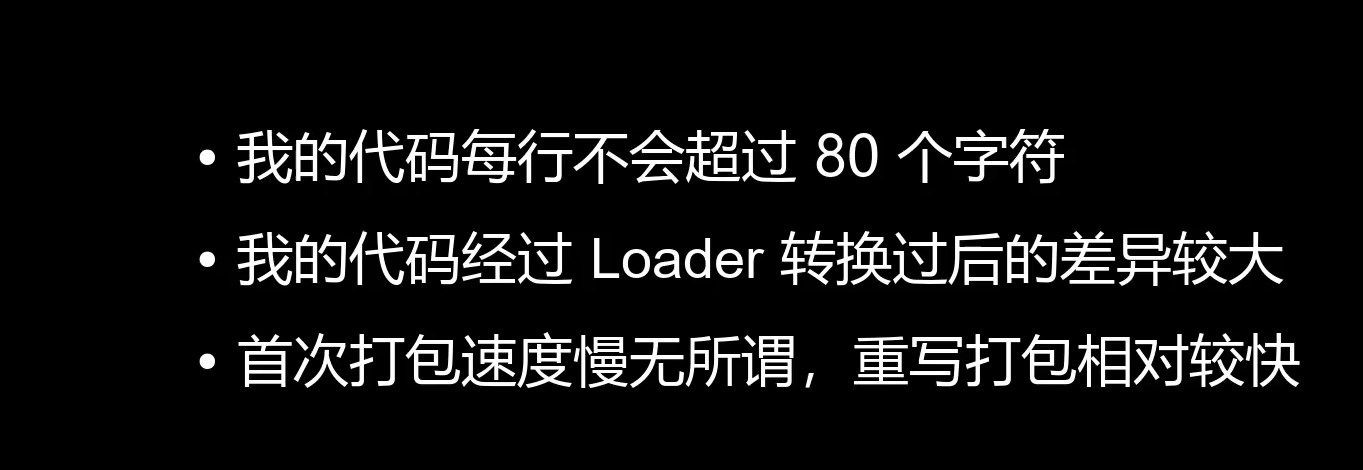 • 我的代码每行不会超过 80 个字符
• 我的代码经过 Loader 转换过后的差异较大
• 首次打包速度慢无所谓，重写打包相对较快